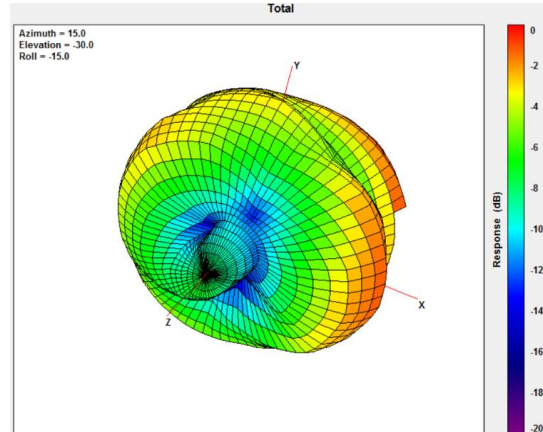 Total
Azimuth = 15.0
Elevation = -30.0
Roll = -15.0
Y
X
Z
0
-2
-4
-6
-8
-10
-12
-14
-16
-18
-20
Response (dB)